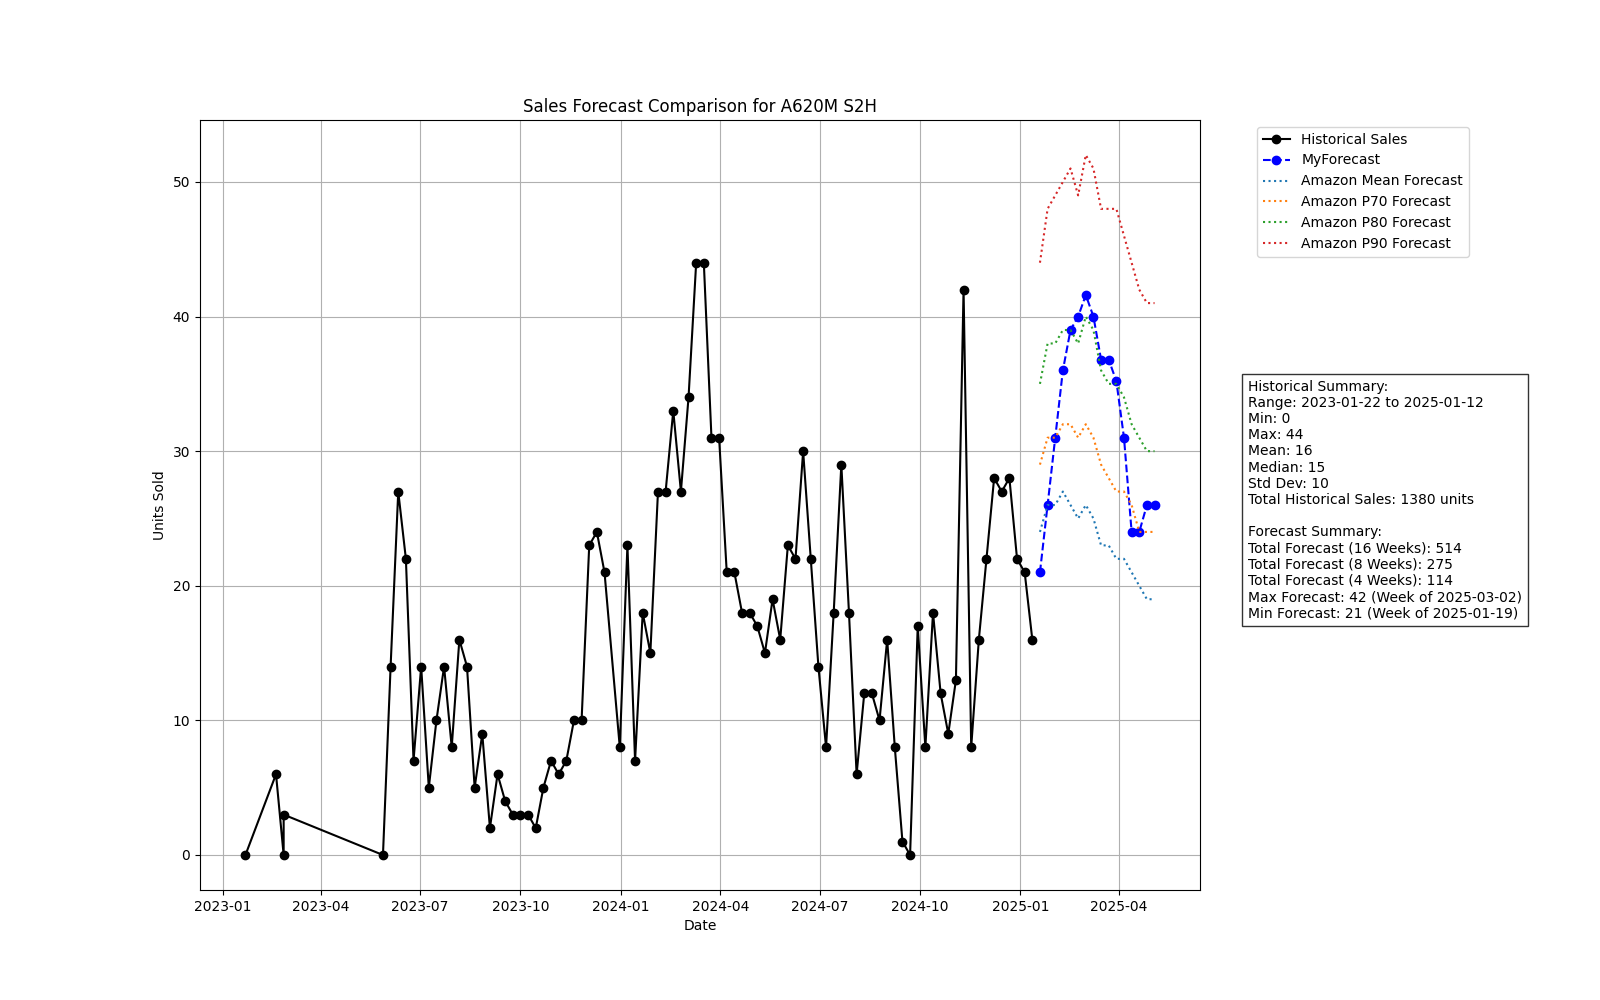 Sales Forecast Comparison for A620M S2H
Historical Sales
MyForecast
Amazon Mean Forecast
Amazon P70 Forecast
Amazon P80 Forecast
Amazon P90 Forecast
Units Sold
50
40
30
20
10
0
2023-01 2023-04 2023-07 2023-10 2024-01 2024-04 2024-07 2024-10 2025-01 2025-04
Date
Historical Summary:
Range: 2023-01-22 to 2025-01-12
Min: 0
Max: 44
Mean: 16
Median: 15
Std Dev: 10
Total Historical Sales: 1380 units
Forecast Summary:
Total Forecast (16 Weeks): 514
Total Forecast (8 Weeks): 275
Total Forecast (4 Weeks): 114
Max Forecast: 42 (Week of 2025-03-02)
Min Forecast: 21 (Week of 2025-01-19)